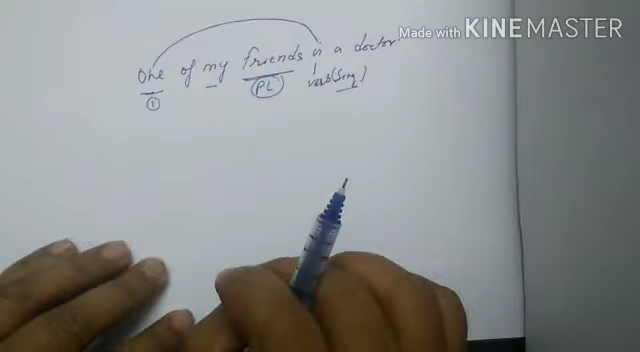 Made with KINEMASTER
One of my friends is a doctor
1 PL verb(Sing)